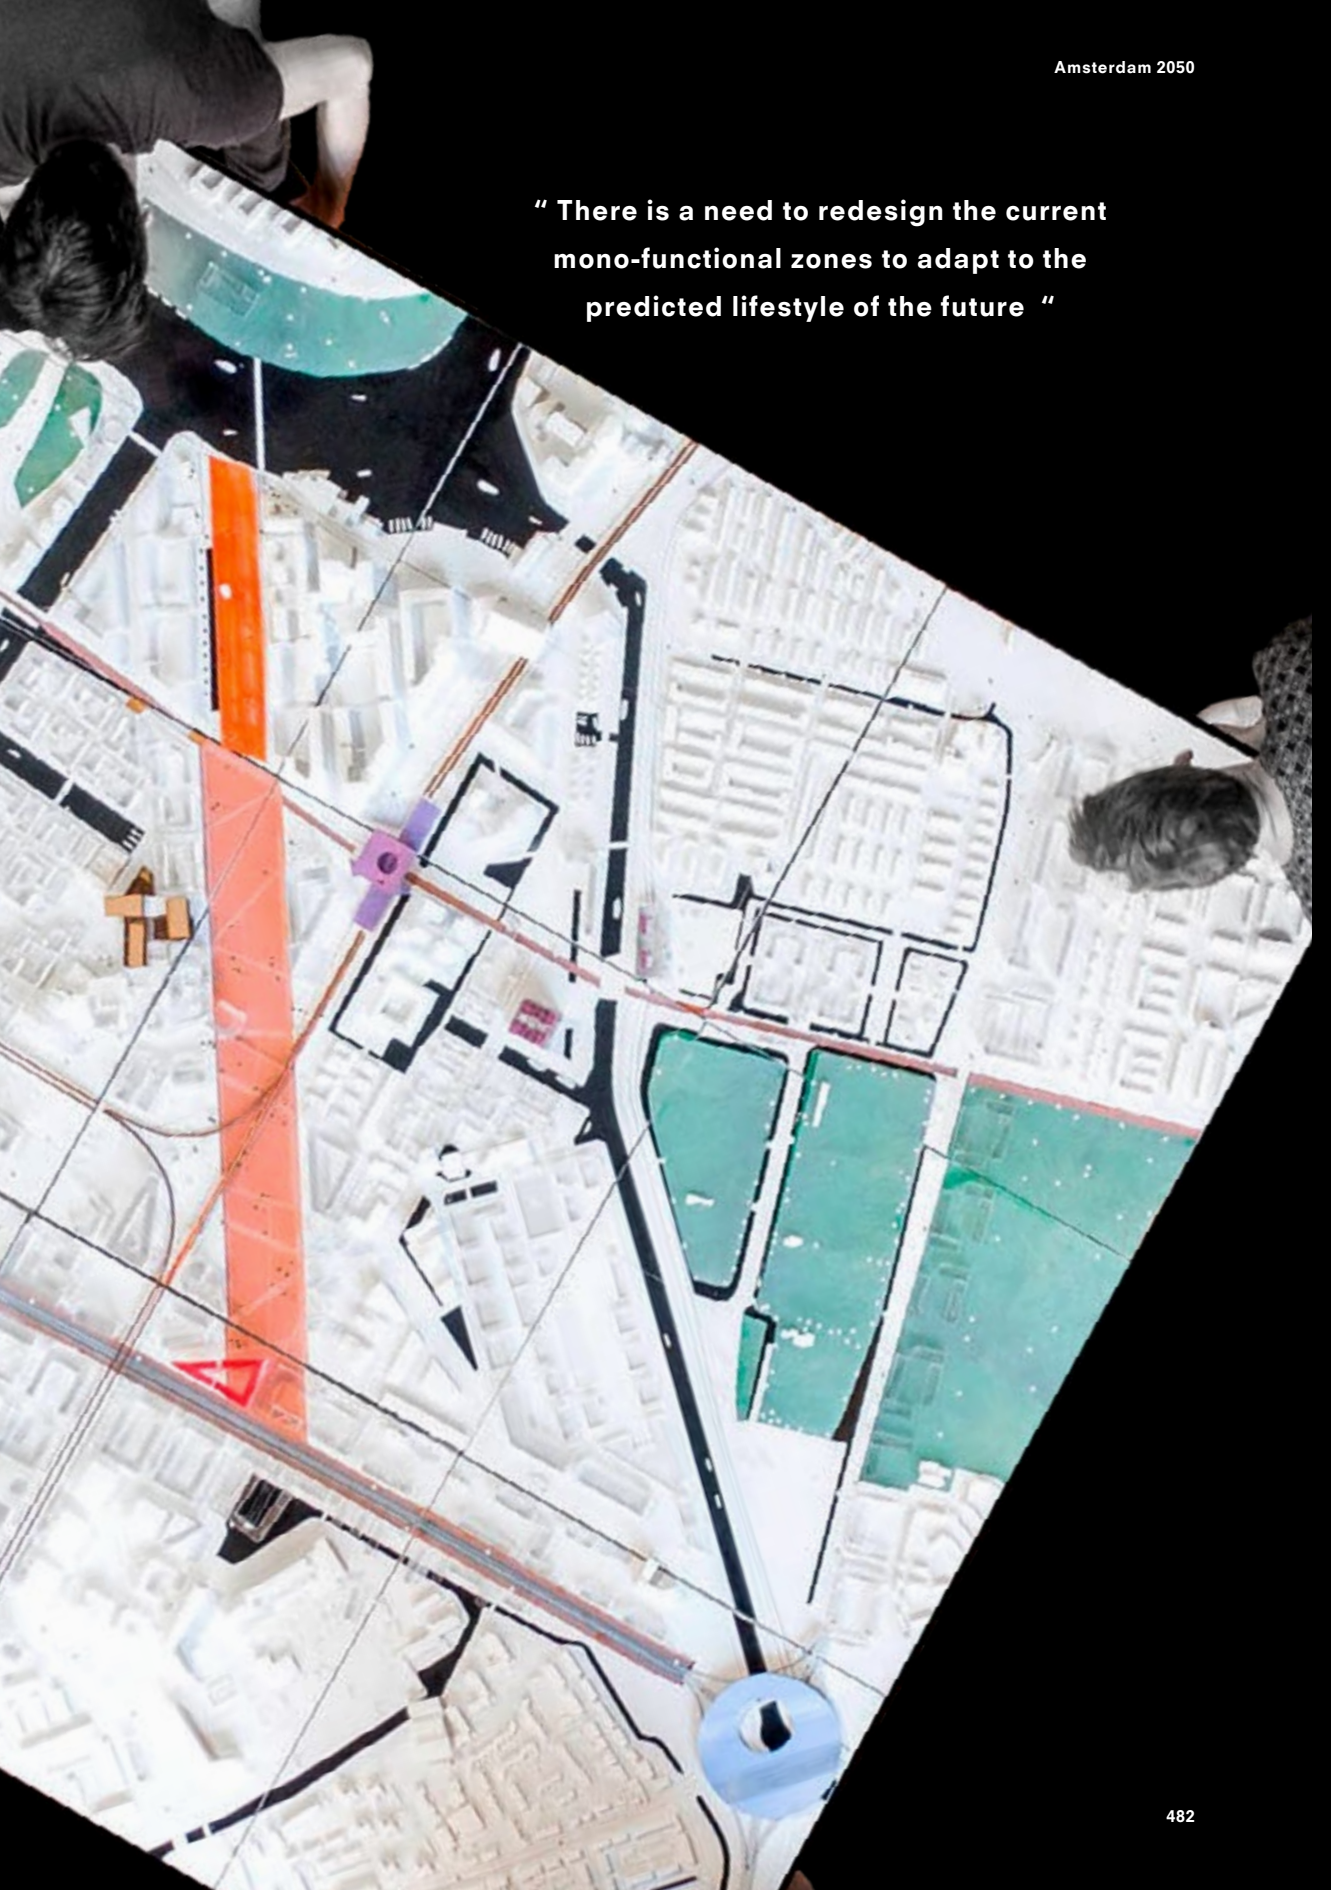 Amsterdam 2050
“ There is a need to redesign the current
mono-functional zones to adapt to the
predicted lifestyle of the future “
482